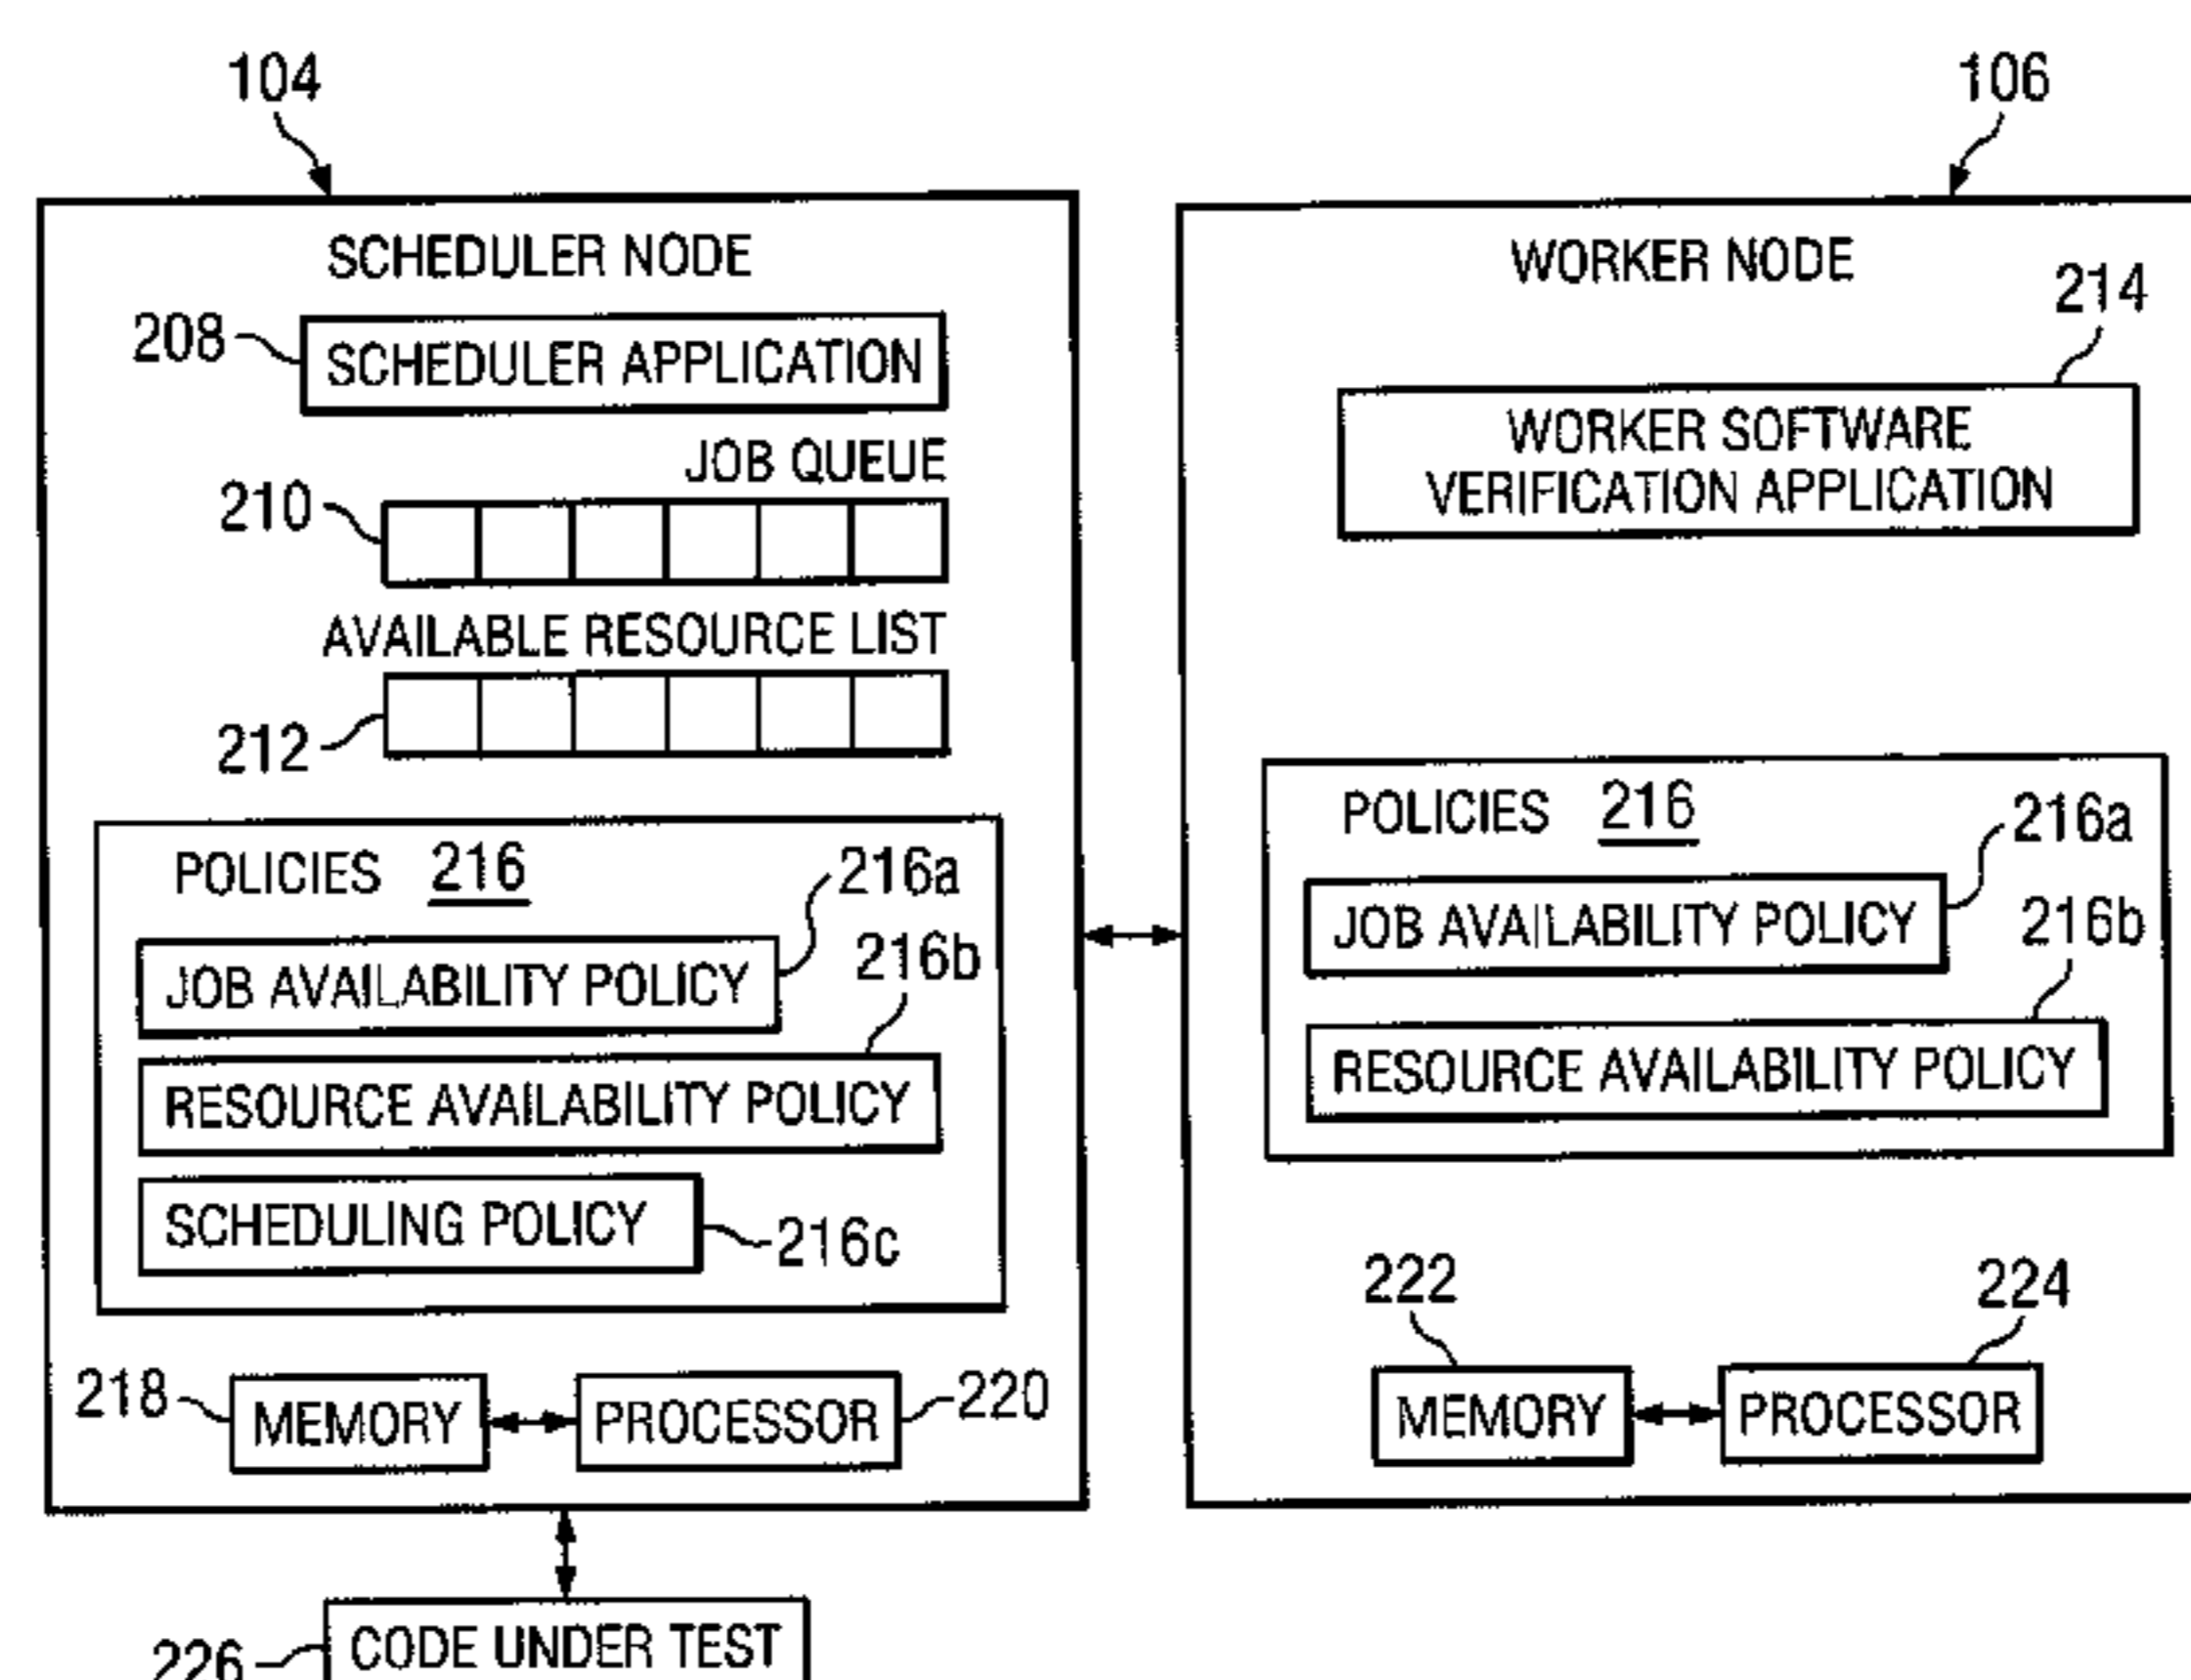 104
SCHEDULER NODE
208
SCHEDULER APPLICATION
JOB QUEUE
210
AVAILABLE RESOURCE LIST
212
POLICIES 216
216a
JOB AVAILABILITY POLICY
216b
RESOURCE AVAILABILITY POLICY
SCHEDULING POLICY
216c
218
MEMORY
PROCESSOR
220
226
CODE UNDER TEST
106
WORKER NODE
214
WORKER SOFTWARE
VERIFICATION APPLICATION
POLICIES 216
216a
JOB AVAILABILITY POLICY
216b
RESOURCE AVAILABILITY POLICY
222
224
MEMORY
PROCESSOR